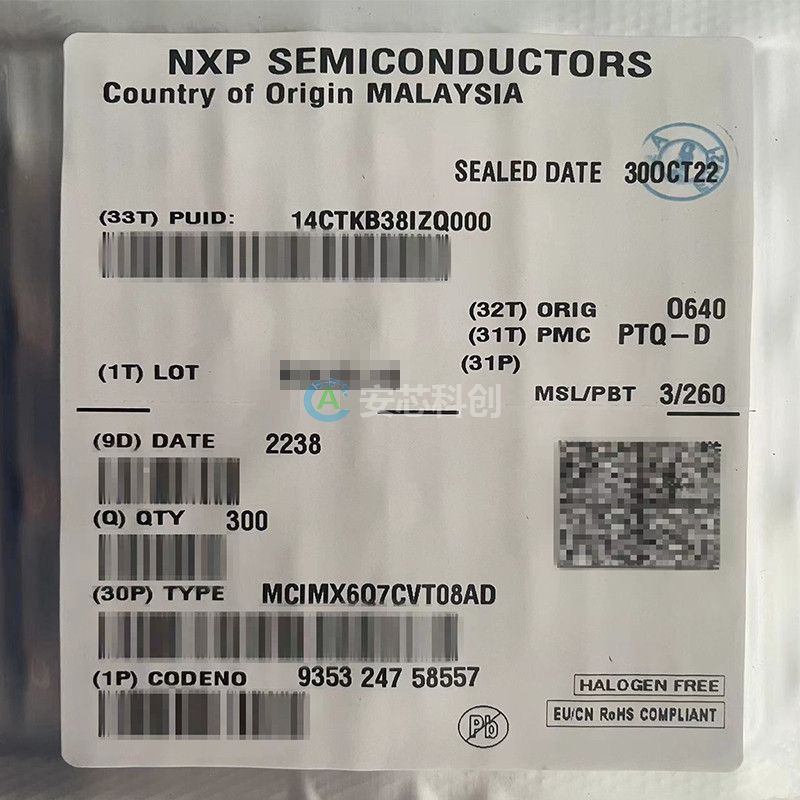 NXP SEMICONDUCTORS
Country of Origin MALAYSIA
SEALED DATE 30OCT22
(33T) PUID: 14CTKB38IZQ000
(32T) ORIG 0640
(31T) PMC PTQ-D
(31P)
(1T) LOT
MSL/PBT 3/260
安芯科创
(9D) DATE 2238
(Q) QTY 300
(30P) TYPE MCIMX6Q7CVT08AD
(1P) CODENO 9353 247 58557
HALOGEN FREE
EU/CN RoHS COMPLIANT
Pb